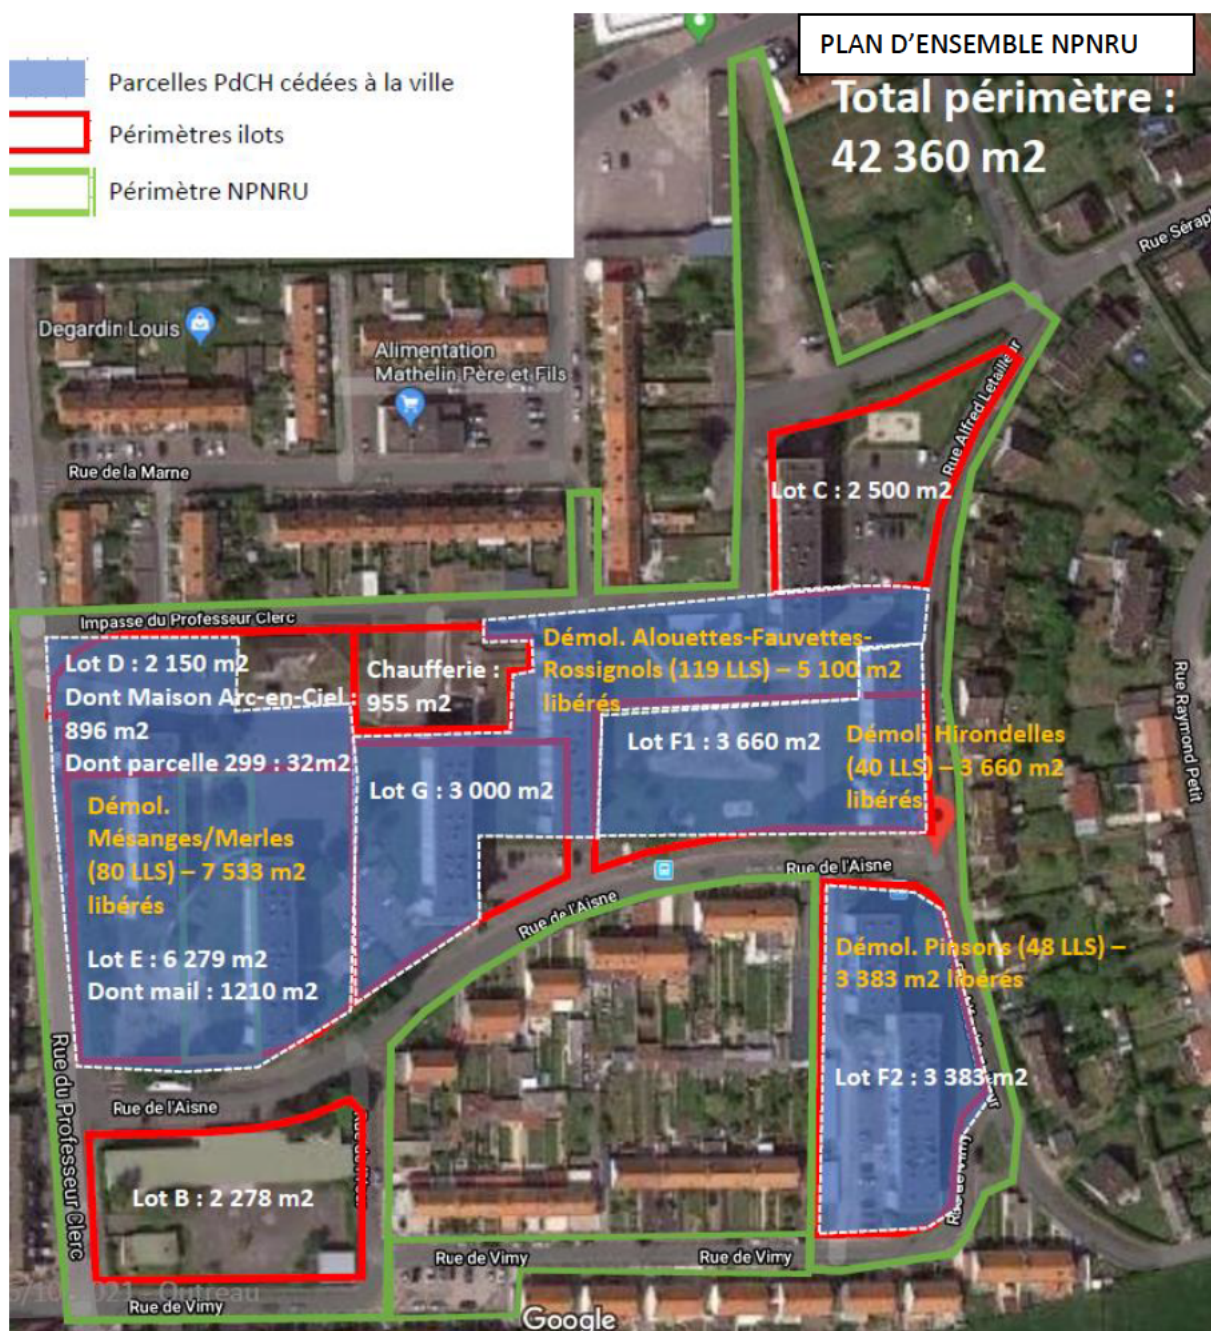 PLAN D'ENSEMBLE NPNRU
Total périmètre :
42 360 m2
Parcelles PdCH cédées à la ville
Périmètres ilots
Périmètre NPNRU
Rue Séraph
Degardin Louis
Alimentation
Mathelin Père et Fils
Rue Alfred Letailleur
Rue de la Marne
Lot C : 2 500 m2
Impasse du Professeur Clerc
Lot D : 2 150 m2
Dont Maison Arc-en-Ciel :
896 m2
Dont parcelle 299 : 32m2
Chaufferie :
955 m2
Démol. Alouettes-Fauvettes-
Rossignols (119 LLS) – 5 100 m2
libérés
Rue Raymond Petit
Lot F1 : 3 660 m2
Démol. Hirondelles
(40 LLS) – 3 660 m2
libérés
Lot G : 3 000 m2
Démol.
Mésanges/Merles
(80 LLS) – 7 533 m2
libérés
Rue de l'Aisne
Rue de l'Aisne
Démol. Pinsons (48 LLS) –
3 383 m2 libérés
Lot E : 6 279 m2
Dont mail : 1210 m2
Rue du Professeur Clerc
Lot F2 : 3 383 m2
Rue de l'Aisne
Lot B : 2 278 m2
Rue de Vimy
Rue de Vimy
Rue de Vimy
Outreau
Rue de Vimy
Google